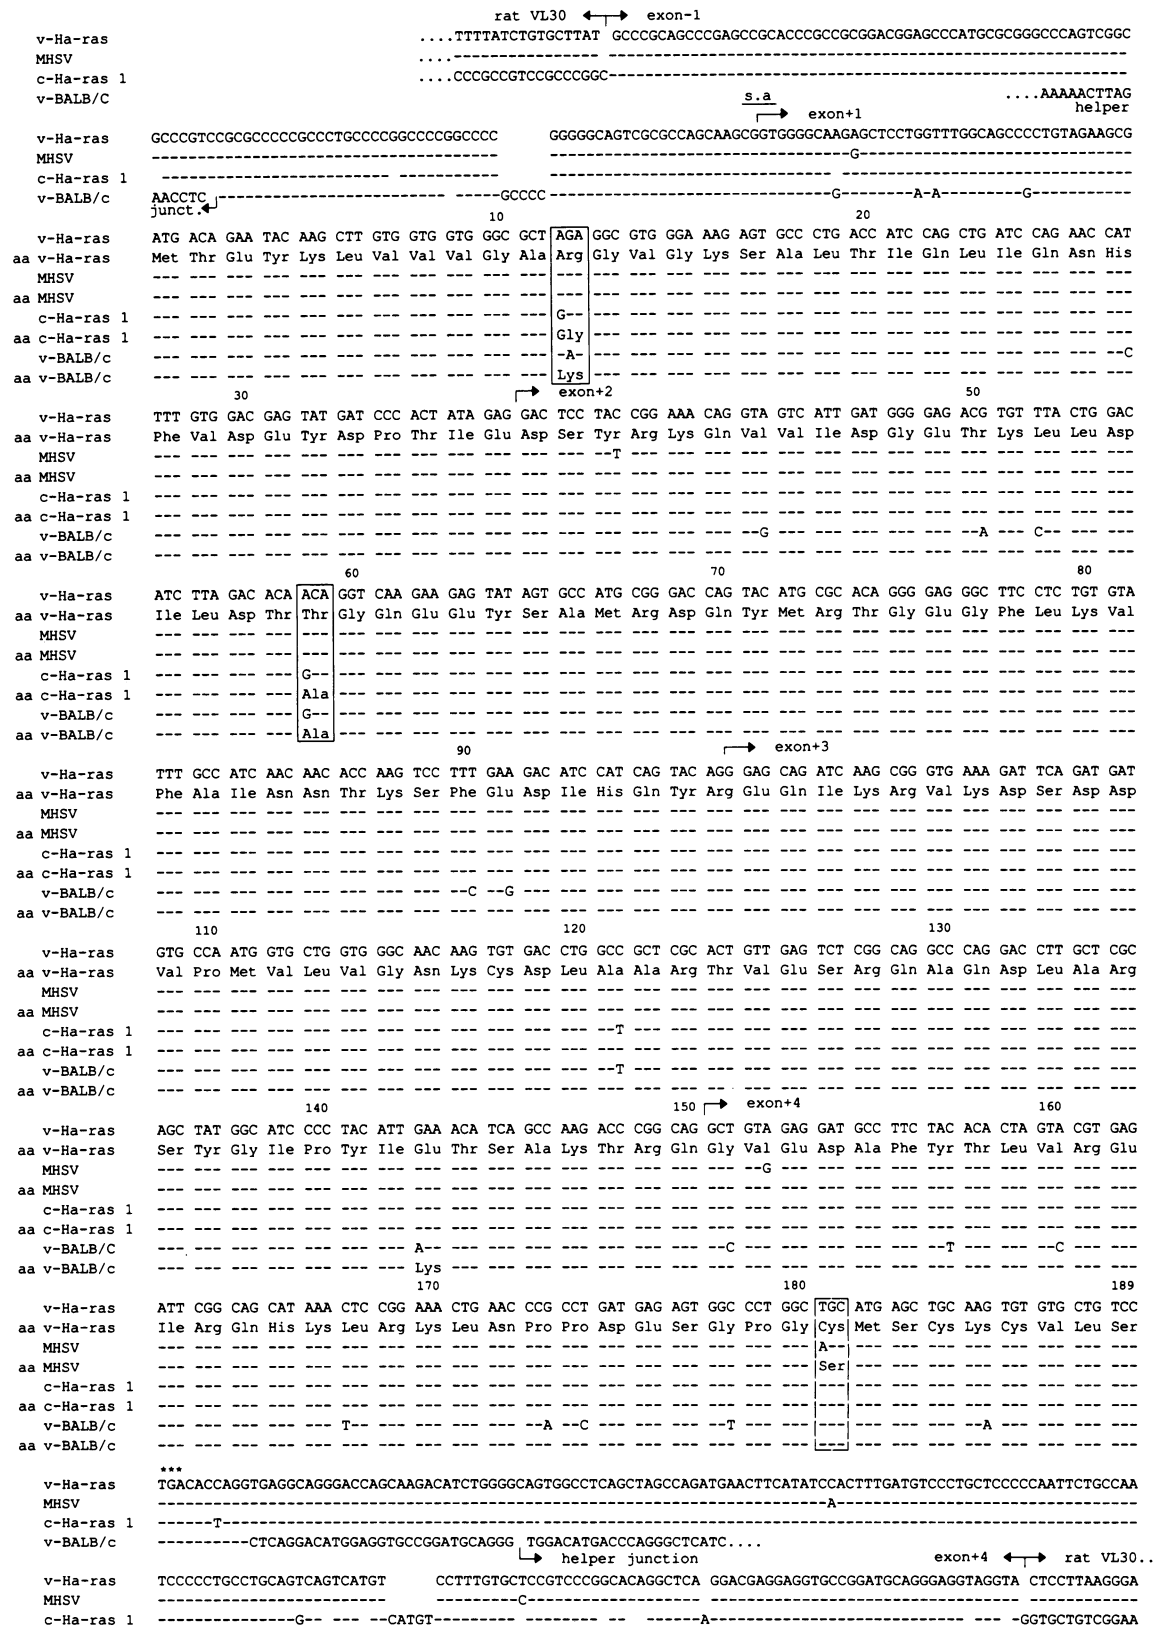 rat VL30 ←┬→ exon-1
v-Ha-ras ....TTTTATCTGTGCTTAT GCCCGCAGCCCGAGCCGCACCCGCCGCGGACGGAGCCCATGCGCGGGCCCAGTCGGC
MHSV ....---------------- ----------------------------------------------------------
c-Ha-ras 1 ....CCCGCCGTCCGCCCGGC----------------------------------------------------------
v-BALB/C ....AAAAACTTAG
s.a → exon+1 helper
v-Ha-ras GCCCGTCCGCGCCCCCGCCCTGCCCCGGCCCCGGCCCC GGGGGCAGTCGCGCCAGCAAGCGGTGGGGCAAGAGCTCCTGGTTTGGCAGCCCCTGTAGAAGCG
MHSV -------------------------------------- ---------------------------------G------------------------------
c-Ha-ras 1 -------------------------- ----------- ----------------------------------------------------------------
v-BALB/c AACCTC --------------------------- ------GCCCC -------------------------------G--------A-A---------G-----------
junct.
10 20
v-Ha-ras ATG ACA GAA TAC AAG CTT GTG GTG GTG GGC GCT AGA GGC GTG GGA AAG AGT GCC CTG ACC ATC CAG CTG ATC CAG AAC CAT
aa v-Ha-ras Met Thr Glu Tyr Lys Leu Val Val Val Gly Ala Arg Gly Val Gly Lys Ser Ala Leu Thr Ile Gln Leu Ile Gln Asn His
MHSV --- --- --- --- --- --- --- --- --- --- --- --- --- --- --- --- --- --- --- --- --- --- --- --- --- --- ---
aa MHSV --- --- --- --- --- --- --- --- --- --- --- --- --- --- --- --- --- --- --- --- --- --- --- --- --- --- ---
c-Ha-ras 1 --- --- --- --- --- --- --- --- --- --- --- G-- --- --- --- --- --- --- --- --- --- --- --- --- --- --- ---
aa c-Ha-ras 1 --- --- --- --- --- --- --- --- --- --- --- Gly --- --- --- --- --- --- --- --- --- --- --- --- --- --- ---
v-BALB/c --- --- --- --- --- --- --- --- --- --- --- -A- --- --- --- --- --- --- --- --- --- --- --- --- --- --- --C
aa v-BALB/c --- --- --- --- --- --- --- --- --- --- --- Lys --- --- --- --- --- --- --- --- --- --- --- --- --- --- ---
30 → exon+2 50
v-Ha-ras TTT GTG GAC GAG TAT GAT CCC ACT ATA GAG GAC TCC TAC CGG AAA CAG GTA GTC ATT GAT GGG GAG ACG TGT TTA CTG GAC
aa v-Ha-ras Phe Val Asp Glu Tyr Asp Pro Thr Ile Glu Asp Ser Tyr Arg Lys Gln Val Val Ile Asp Gly Glu Thr Lys Leu Leu Asp
MHSV --- --- --- --- --- --- --- --- --- --- --- --- --T --- --- --- --- --- --- --- --- --- --- --- --- --- ---
aa MHSV --- --- --- --- --- --- --- --- --- --- --- --- --- --- --- --- --- --- --- --- --- --- --- --- --- --- ---
c-Ha-ras 1 --- --- --- --- --- --- --- --- --- --- --- --- --- --- --- --- --- --- --- --- --- --- --- --- --- --- ---
aa c-Ha-ras 1 --- --- --- --- --- --- --- --- --- --- --- --- --- --- --- --- --- --- --- --- --- --- --- --- --- --- ---
v-BALB/c --- --- --- --- --- --- --- --- --- --- --- --- --- --- --- --- --G --- --- --- --- --- --A --- C-- --- ---
aa v-BALB/c --- --- --- --- --- --- --- --- --- --- --- --- --- --- --- --- --- --- --- --- --- --- --- --- --- --- ---
60 70 80
v-Ha-ras ATC TTA GAC ACA ACA GGT CAA GAA GAG TAT AGT GCC ATG CGG GAC CAG TAC ATG CGC ACA GGG GAG GGC TTC CTC TGT GTA
aa v-Ha-ras Ile Leu Asp Thr Thr Gly Gln Glu Glu Tyr Ser Ala Met Arg Asp Gln Tyr Met Arg Thr Gly Glu Gly Phe Leu Lys Val
MHSV --- --- --- --- --- --- --- --- --- --- --- --- --- --- --- --- --- --- --- --- --- --- --- --- --- --- ---
aa MHSV --- --- --- --- --- --- --- --- --- --- --- --- --- --- --- --- --- --- --- --- --- --- --- --- --- --- ---
c-Ha-ras 1 --- --- --- --- G-- --- --- --- --- --- --- --- --- --- --- --- --- --- --- --- --- --- --- --- --- --- ---
aa c-Ha-ras 1 --- --- --- --- Ala --- --- --- --- --- --- --- --- --- --- --- --- --- --- --- --- --- --- --- --- --- ---
v-BALB/c --- --- --- --- G-- --- --- --- --- --- --- --- --- --- --- --- --- --- --- --- --- --- --- --- --- --- ---
aa v-BALB/c --- --- --- --- Ala --- --- --- --- --- --- --- --- --- --- --- --- --- --- --- --- --- --- --- --- --- ---
90 → exon+3
v-Ha-ras TTT GCC ATC AAC AAC ACC AAG TCC TTT GAA GAC ATC CAT CAG TAC AGG GAG CAG ATC AAG CGG GTG AAA GAT TCA GAT GAT
aa v-Ha-ras Phe Ala Ile Asn Asn Thr Lys Ser Phe Glu Asp Ile His Gln Tyr Arg Glu Gln Ile Lys Arg Val Lys Asp Ser Asp Asp
MHSV --- --- --- --- --- --- --- --- --- --- --- --- --- --- --- --- --- --- --- --- --- --- --- --- --- --- ---
aa MHSV --- --- --- --- --- --- --- --- --- --- --- --- --- --- --- --- --- --- --- --- --- --- --- --- --- --- ---
c-Ha-ras 1 --- --- --- --- --- --- --- --- --- --- --- --- --- --- --- --- --- --- --- --- --- --- --- --- --- --- ---
aa c-Ha-ras 1 --- --- --- --- --- --- --- --- --- --- --- --- --- --- --- --- --- --- --- --- --- --- --- --- --- --- ---
v-BALB/c --- --- --- --- --- --- --- --- --C --G --- --- --- --- --- --- --- --- --- --- --- --- --- --- --- --- ---
aa v-BALB/c --- --- --- --- --- --- --- --- --- --- --- --- --- --- --- --- --- --- --- --- --- --- --- --- --- --- ---
110 120 130
v-Ha-ras GTG CCA ATG GTG CTG GTG GGC AAC AAG TGT GAC CTG GCC GCT CGC ACT GTT GAG TCT CGG CAG GCC CAG GAC CTT GCT CGC
aa v-Ha-ras Val Pro Met Val Leu Val Gly Asn Lys Cys Asp Leu Ala Ala Arg Thr Val Glu Ser Arg Gln Ala Gln Asp Leu Ala Arg
MHSV --- --- --- --- --- --- --- --- --- --- --- --- --- --- --- --- --- --- --- --- --- --- --- --- --- --- ---
aa MHSV --- --- --- --- --- --- --- --- --- --- --- --- --- --- --- --- --- --- --- --- --- --- --- --- --- --- ---
c-Ha-ras 1 --- --- --- --- --- --- --- --- --- --- --- --- --T --- --- --- --- --- --- --- --- --- --- --- --- --- ---
aa c-Ha-ras 1 --- --- --- --- --- --- --- --- --- --- --- --- --- --- --- --- --- --- --- --- --- --- --- --- --- --- ---
v-BALB/c --- --- --- --- --- --- --- --- --- --- --- --- --T --- --- --- --- --- --- --- --- --- --- --- --- --- ---
aa v-BALB/c --- --- --- --- --- --- --- --- --- --- --- --- --- --- --- --- --- --- --- --- --- --- --- --- --- --- ---
140 150 → exon+4 160
v-Ha-ras AGC TAT GGC ATC CCC TAC ATT GAA ACA TCA GCC AAG ACC CGG CAG GCT GTA GAG GAT GCC TTC TAC ACA CTA GTA CGT GAG
aa v-Ha-ras Ser Tyr Gly Ile Pro Tyr Ile Glu Thr Ser Ala Lys Thr Arg Gln Gly Val Glu Asp Ala Phe Tyr Thr Leu Val Arg Glu
MHSV --- --- --- --- --- --- --- --- --- --- --- --- --- --- --- --- --G --- --- --- --- --- --- --- --- --- ---
aa MHSV --- --- --- --- --- --- --- --- --- --- --- --- --- --- --- --- --- --- --- --- --- --- --- --- --- --- ---
c-Ha-ras 1 --- --- --- --- --- --- --- --- --- --- --- --- --- --- --- --- --- --- --- --- --- --- --- --- --- --- ---
aa c-Ha-ras 1 --- --- --- --- --- --- --- --- --- --- --- --- --- --- --- --- --- --- --- --- --- --- --- --- --- --- ---
v-BALB/C --- --- --- --- --- --- --- A-- --- --- --- --- --- --- --- --C --- --- --- --- --- --T --- --- --C --- ---
aa v-BALB/c --- --- --- --- --- --- --- Lys --- --- --- --- --- --- --- --- --- --- --- --- --- --- --- --- --- --- ---
170 180 189
v-Ha-ras ATT CGG CAG CAT AAA CTC CGG AAA CTG AAC CCG CCT GAT GAG AGT GGC CCT GGC TGC ATG AGC TGC AAG TGT GTG CTG TCC
aa v-Ha-ras Ile Arg Gln His Lys Leu Arg Lys Leu Asn Pro Pro Asp Glu Ser Gly Pro Gly Cys Met Ser Cys Lys Cys Val Leu Ser
MHSV --- --- --- --- --- --- --- --- --- --- --- --- --- --- --- --- --- --- A-- --- --- --- --- --- --- --- ---
aa MHSV --- --- --- --- --- --- --- --- --- --- --- --- --- --- --- --- --- --- Ser --- --- --- --- --- --- --- ---
c-Ha-ras 1 --- --- --- --- --- --- --- --- --- --- --- --- --- --- --- --- --- --- --- --- --- --- --- --- --- --- ---
aa c-Ha-ras 1 --- --- --- --- --- --- --- --- --- --- --- --- --- --- --- --- --- --- --- --- --- --- --- --- --- --- ---
v-BALB/c --- --- --- --- --- T-- --- --- --- --- --A --C --- --- --- --T --- --- --- --- --- --- --A --- --- --- ---
aa v-BALB/c --- --- --- --- --- --- --- --- --- --- --- --- --- --- --- --- --- --- --- --- --- --- --- --- --- --- ---
***
v-Ha-ras TGACACCAGGTGAGGCAGGGACCAGCAAGACATCTGGGGCAGTGGCCTCAGCTAGCCAGATGAACTTCATATCCACTTTGATGTCCCTGCTCCCCCAATTCTGCCAA
MHSV --------------------------------------------------------------------------A--------------------------------
c-Ha-ras 1 ------T------------------ --------------------------------------------------------------------------------
v-BALB/c ----------CTCAGGACATGGAGGTGCCGGATGCAGGG TGGACATGACCCAGGGCTCATC....
→ helper junction exon+4 ←┬→ rat VL30..
v-Ha-ras TCCCCCTGCCTGCAGTCAGTCATGT CCTTTGTGCTCCGTCCCGGCACAGGCTCA GGACGAGGAGGTGCCGGATGCAGGGAGGTAGGTA CTCCTTAAGGGA
MHSV ------------------------- ---------C-------------------- ---------------------------------- ------------
c-Ha-ras 1 ---------------G--- --- ---CATGT--------------- -- -- ------A----------------------------- - --GGTGCTGTCGGAA